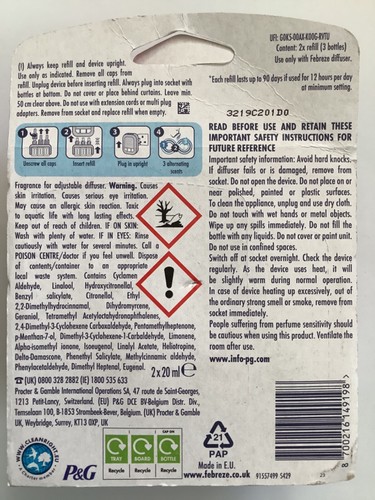 (1) Always keep refill and device upright.
Use only as indicated. Remove all caps from
refill. Unplug device before inserting refill. Always plug into socket with
bottles at bottom. Do not cover or place behind curtains. Leave min.
50 cm clear above. Do not use with extension cords or multi plug
adapters. Remove from socket and replace refill when empty.
1
2
3
4
Unscrew all caps
Insert refill
Plug in upright
3 alternating
scents
Fragrance for adjustable diffuser. Warning. Causes
skin irritation. Causes serious eye irritation.
May cause an allergic skin reaction. Toxic
to aquatic life with long lasting effects.
Keep out of reach of children. IF ON SKIN:
Wash with plenty of water. IF IN EYES: Rinse
cautiously with water for several minutes. Call a
POISON CENTRE/doctor if you feel unwell. Dispose
of contents/container to an appropriate
local waste system. Contains Clymenen
Aldehyde, Linalool, Hydroxycitronellol,
Benzyl salicylate, Citronellol, Ethyl
2,2-Dimethylhydrocinnamal, Dihydromyrcene,
Geraniol, Tetramethyl Acetyloctahydronaphthalenes,
2,4-Dimethyl-3-Cyclohexene Carboxaldehyde, Pentamethylheptenone,
p-Menthan-7-ol, Dimethyl-3-Cyclohexene-1-Carbaldehyde, Limonene,
Alpha-isomethyl ionone, Isoeugenol, Linalyl Acetate, Heliotropin,
Delta-Damascone, Phenethyl Salicylate, Methylcinnamic aldehyde,
Phenylacetaldehyde, Dimethyl Heptenal, Eugenol.
2x 20 ml ℮
(UK) 0800 328 2882 (IE) 1800 535 633
Procter & Gamble International Operations SA, 47 route de Saint-Georges,
1213 Petit-Lancy, Switzerland. (EU) P&G DCE BV-Belgium Distr. Div.,
Temselaan 100, B-1853 Strombeek-Bever, Belgium. (UK) P&G UK Brooklands,
UK, Weybridge, Surrey, KT13 0XP, UK
WWW.CLEANRIGHT.EU
P&G
TRAY
Recycle
BOARD
Recycle
CAP ON
BOTTLE
Recycle
UFI: G0K5-D0AX-K00G-RVTU
Content: 2x refill (3 bottles)
Use only with Febreze diffuser.
*Each refill lasts up to 90 days if used for 12 hours per day
at minimum setting.
3219C201D0
READ BEFORE USE AND RETAIN THESE
IMPORTANT SAFETY INSTRUCTIONS FOR
FUTURE REFERENCE
Important safety information: Avoid hard knocks.
If diffuser fails or is damaged, remove from
socket. Do not open the device. Do not place on or
near polished, painted or plastic surfaces.
To clean the appliance, unplug and use dry cloth.
Do not touch with wet hands or metal objects.
Wipe up any spills immediately. Do not fill the
bottle with any liquids. Do not cover or paint unit.
Do not use in confined spaces.
Switch off at socket overnight. Check the device
regularly. As the device uses heat, it will
be slightly warm during normal operation.
In case of device heating up excessively, out of
the ordinary strong smell or smoke, remove from
socket immediately.
People suffering from perfume sensitivity should
be cautious when using this product. Ventilate the
room after use.
www.info-pg.com
21
PAP
Made in E.U.
www.febreze.co.uk
91557499 S429
8 700216 149198